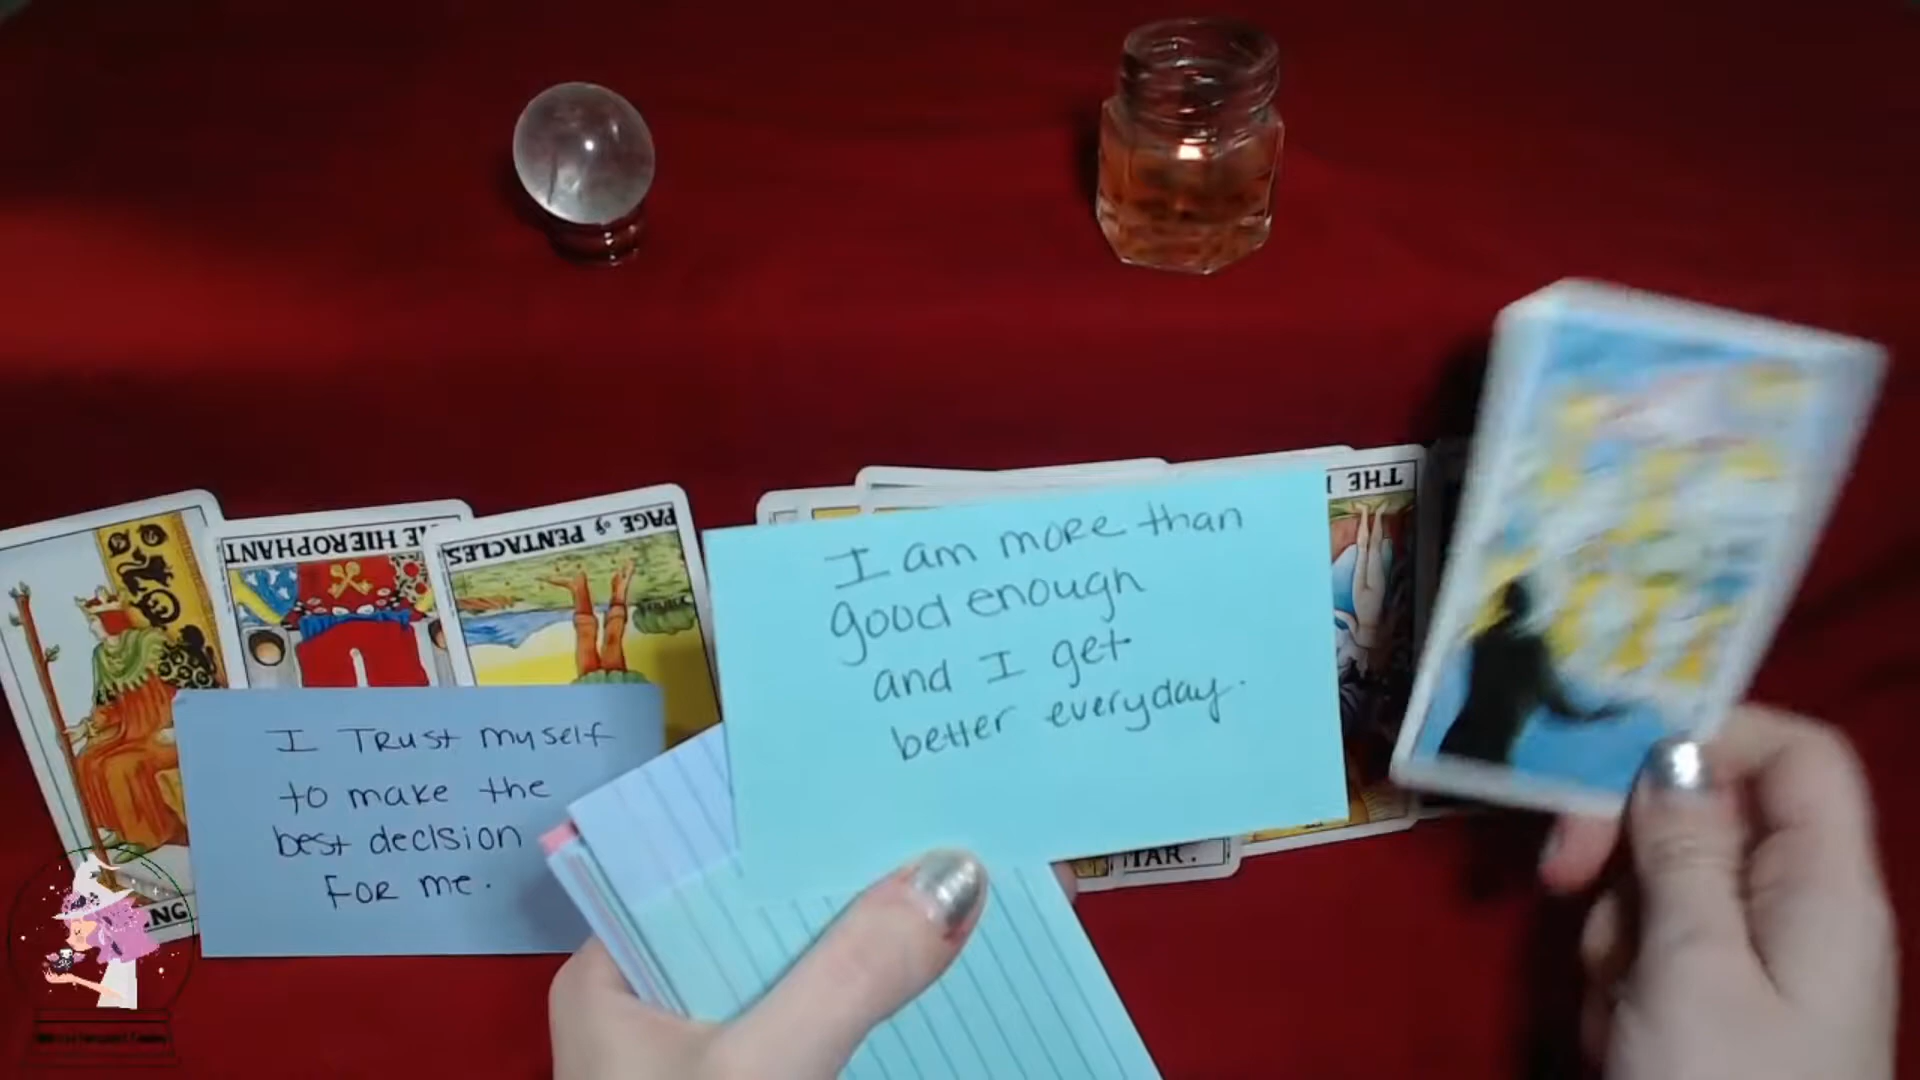 THE
PAGE of PENTACLES
HIEROPHANT
I am more than
good enough
and I get
better everyday.
I TRUST myself
to make the
best decision
FOR me.
TAR.